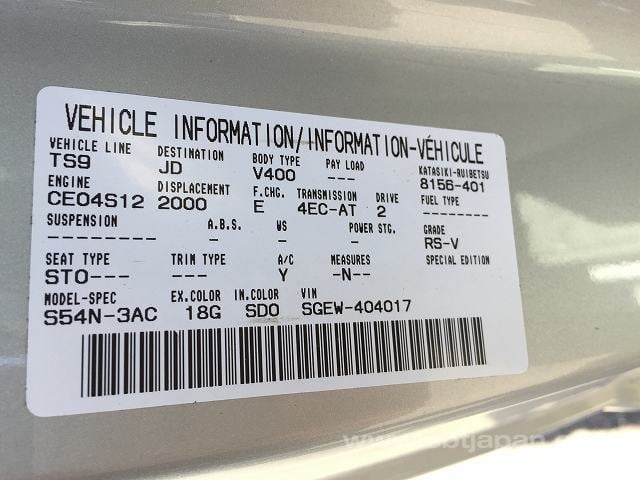 VEHICLE INFORMATION/INFORMATION-VÉHICULE
VEHICLE LINE DESTINATION BODY TYPE PAY LOAD KATASIKI-RUIBETSU
TS9 JD V400 -------- 8156-401
ENGINE DISPLACEMENT F.CHG. TRANSMISSION DRIVE FUEL TYPE
CE04S12 2000 E 4EC-AT 2 --------
SUSPENSION A.B.S. WS POWER STG. GRADE
-------- - - - RS-V
SEAT TYPE TRIM TYPE A/C MEASURES SPECIAL EDITION
STO--- --- Y -N--
MODEL-SPEC EX.COLOR IN.COLOR VIN
S54N-3AC 18G SDO SGEW-404017